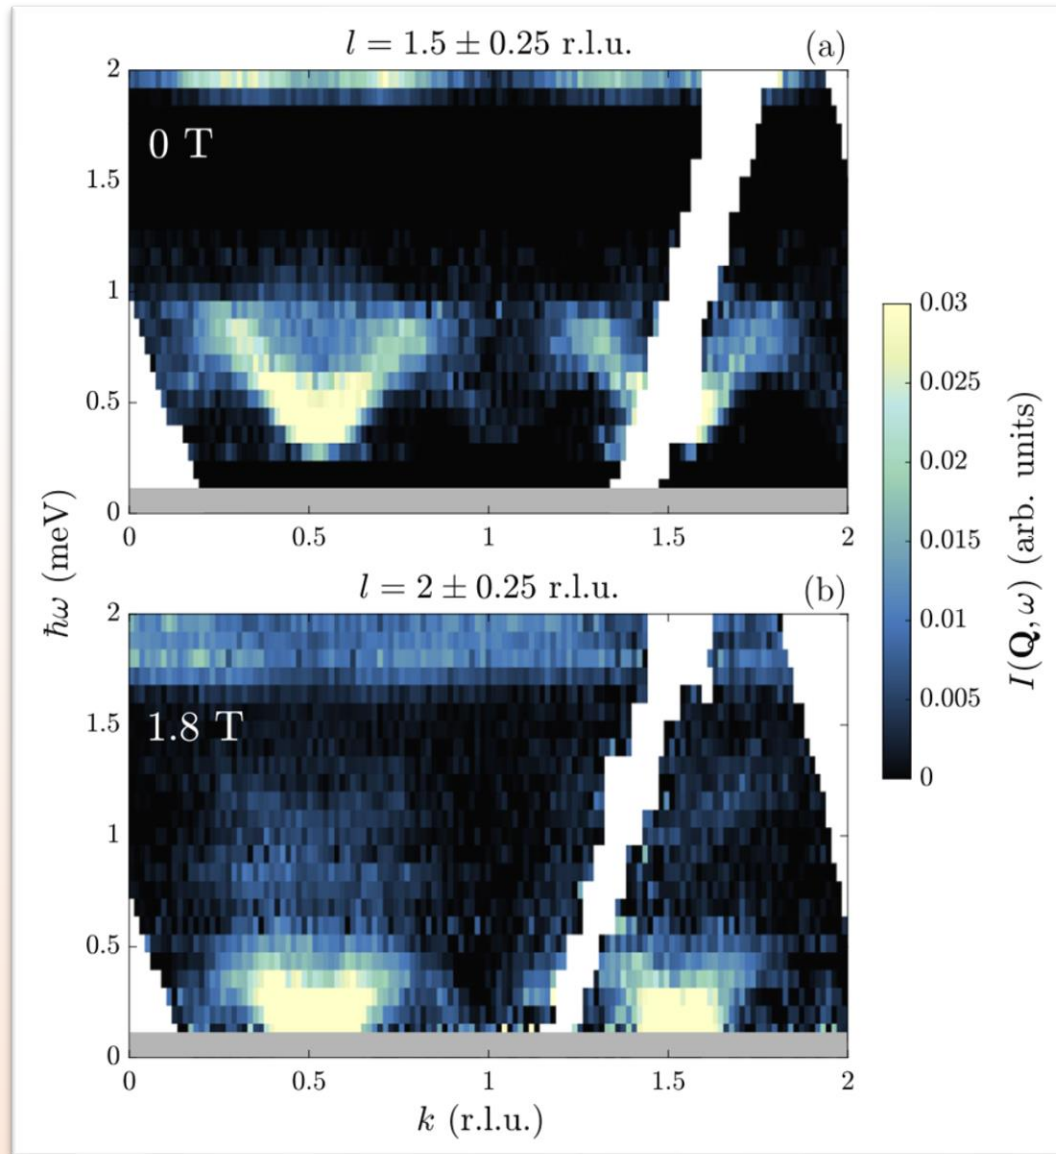 l = 1.5 ± 0.25 r.l.u. (a)
2
0 T
1.5
1
0.5
0
0 0.5 1 1.5 2
l = 2 ± 0.25 r.l.u. (b)
2
1.8 T
1.5
1
0.5
0
0 0.5 1 1.5 2
k (r.l.u.)
ℏω (meV)
0.03
0.025
0.02
0.015
0.01
0.005
0
I(Q, ω) (arb. units)